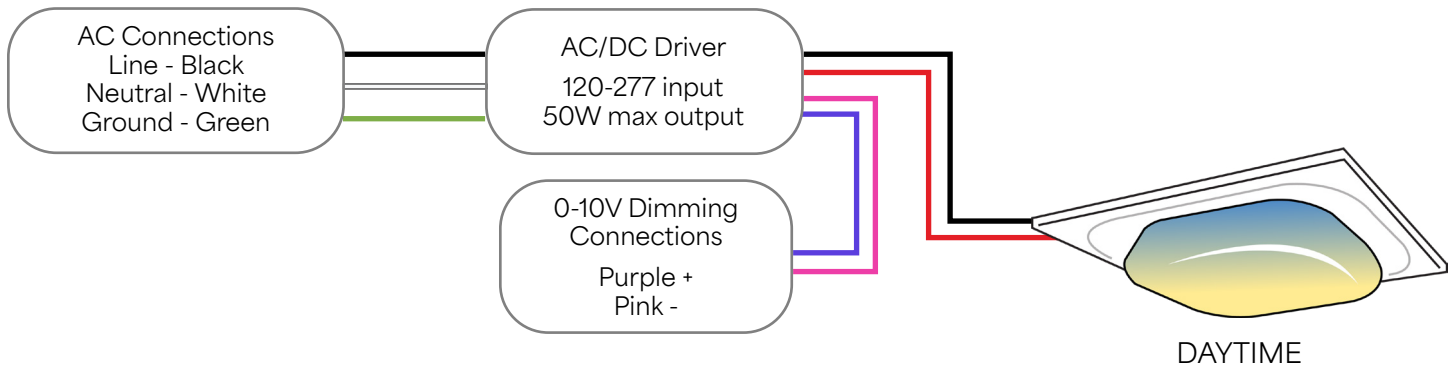 AC Connections
Line - Black
Neutral - White
Ground - Green
AC/DC Driver
120-277 input
50W max output
0-10V Dimming
Connections
Purple +
Pink -
DAYTIME